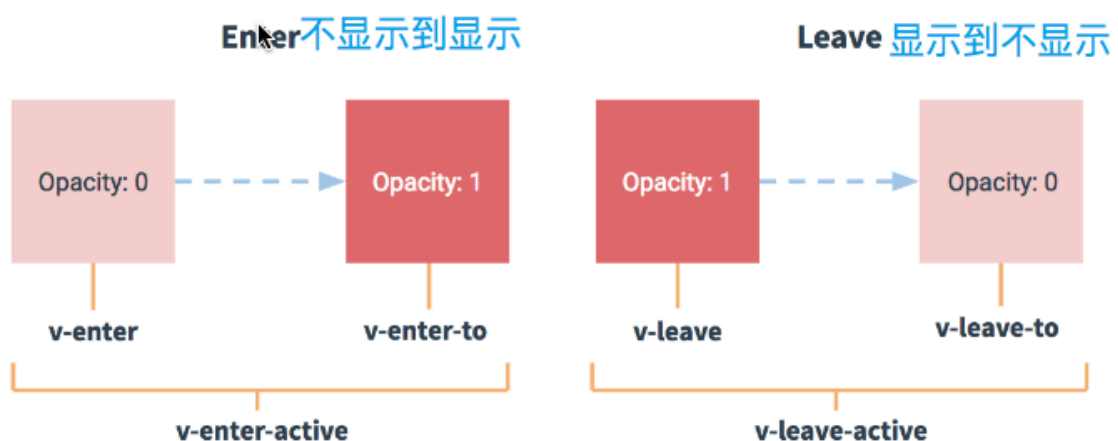 Enter不显示到显示
Leave 显示到不显示
Opacity: 0
Opacity: 1
Opacity: 1
Opacity: 0
v-enter
v-enter-to
v-leave
v-leave-to
v-enter-active
v-leave-active